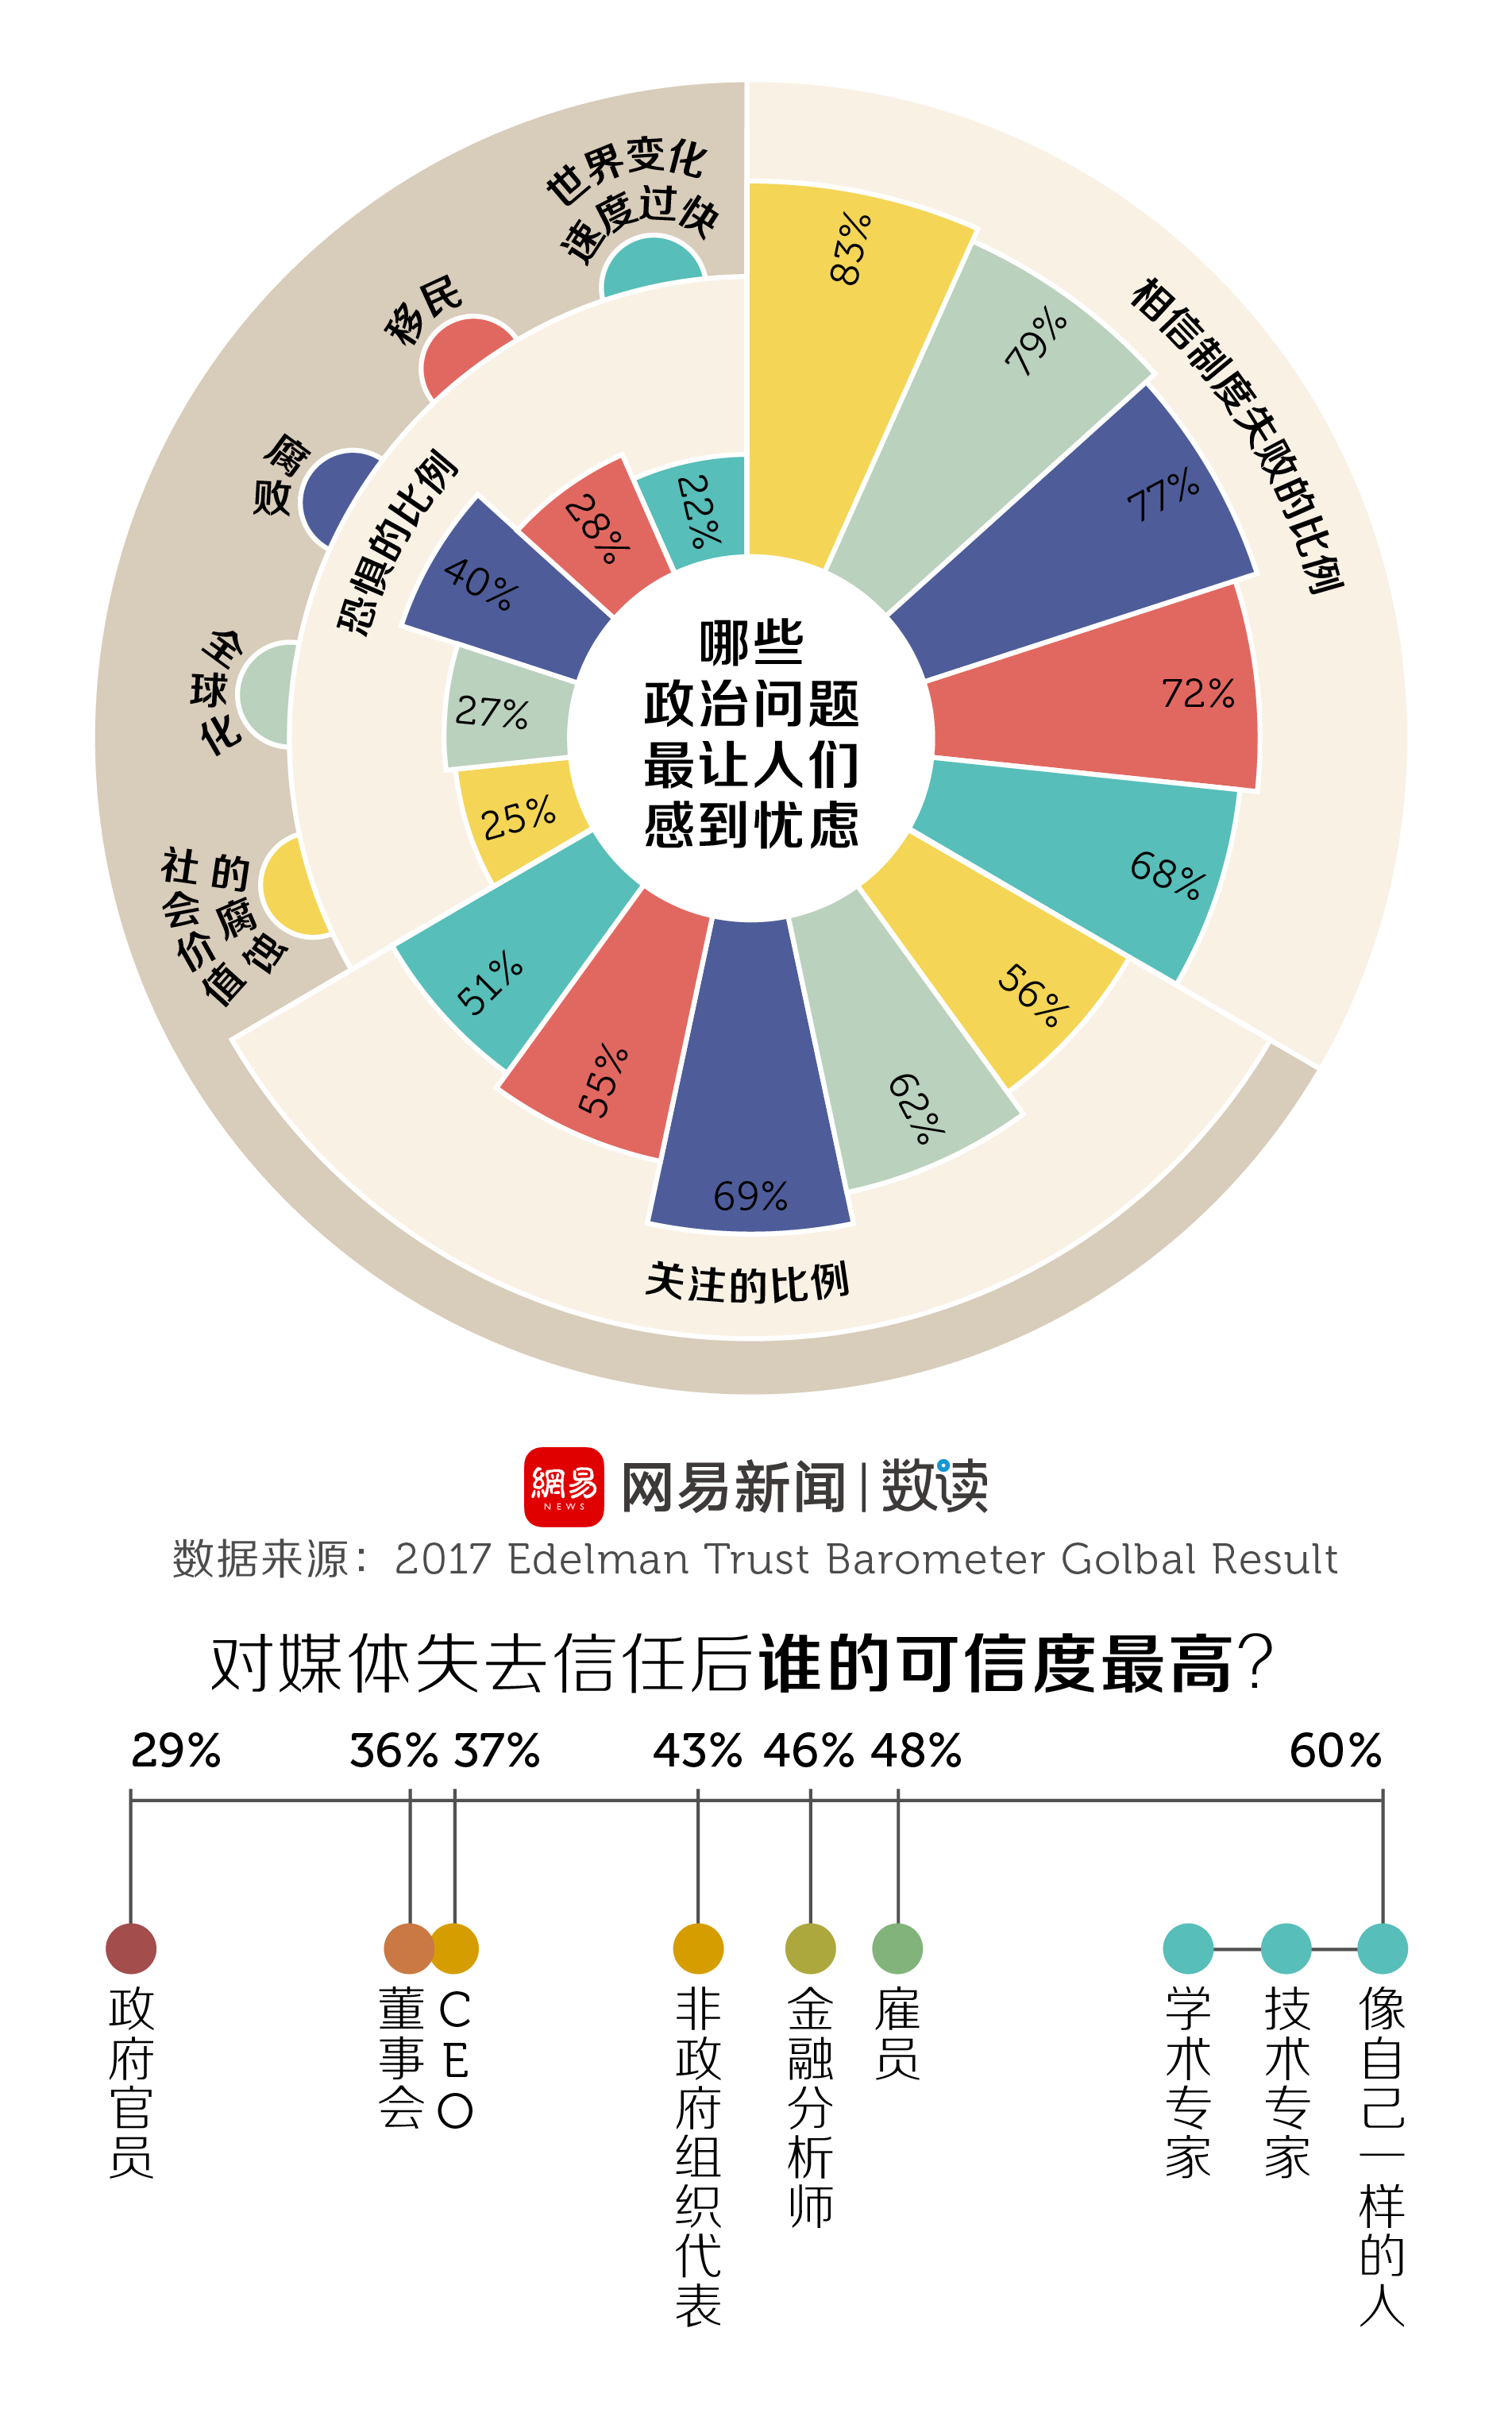 世界变化
速度过快
移民
腐败
全球化
社会价值
的腐蚀
恐惧的比例
22%
28%
40%
27%
25%
相信制度失败的比例
83%
79%
77%
72%
68%
哪些
政治问题
最让人们
感到忧虑
56%
62%
69%
55%
51%
关注的比例
網易
NEWS
网易新闻|数读
数据来源：2017 Edelman Trust Barometer Golbal Result
对媒体失去信任后谁的可信度最高?
29% 36% 37% 43% 46% 48% 60%
政府官员
董事会
CEO
非政府组织代表
金融分析师
雇员
学术专家
技术专家
像自己一样的人